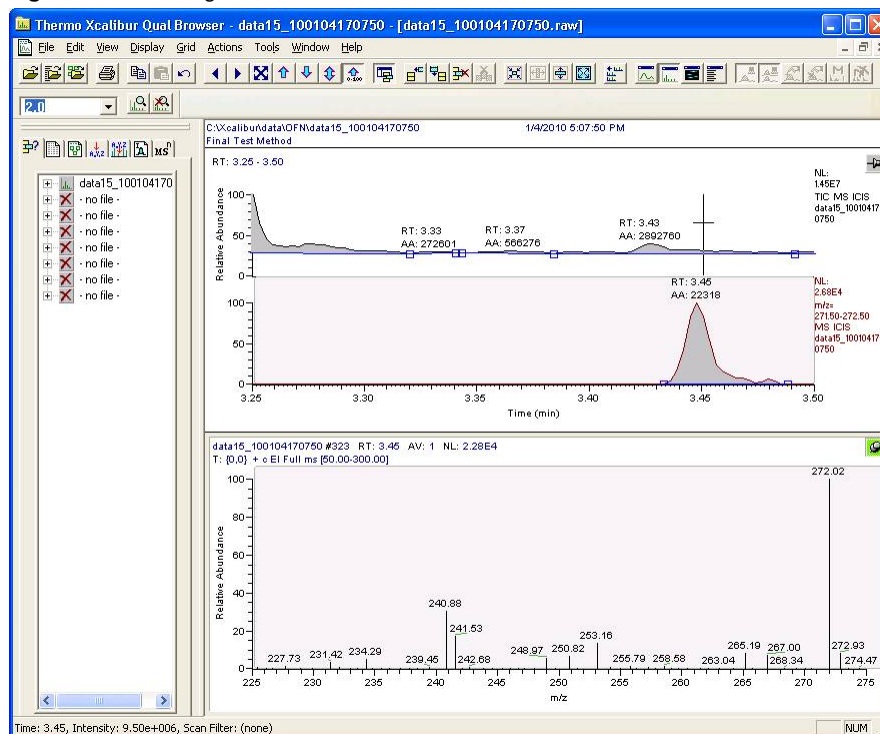 Thermo Xcalibur Qual Browser - data15_100104170750 - [data15_100104170750.raw]
File Edit View Display Grid Actions Tools Window Help
2.0
data15_100104170
- no file -
- no file -
- no file -
- no file -
- no file -
- no file -
- no file -
C:\Xcalibur\data\OFN\data15_100104170750 1/4/2010 5:07:50 PM
Final Test Method
RT: 3.25 - 3.50
Relative Abundance
100
50
0
RT: 3.33
AA: 272601
RT: 3.37
AA: 566276
RT: 3.43
AA: 2892760
NL:
1.45E7
TIC MS ICIS
data15_10010417
0750
100
50
0
RT: 3.45
AA: 22318
NL:
2.68E4
m/z=
271.50-272.50
MS ICIS
data15_10010417
0750
3.25 3.30 3.35 3.40 3.45 3.50
Time (min)
data15_100104170750 #323 RT: 3.45 AV: 1 NL: 2.28E4
T: {0,0} + c EI Full ms [50.00-300.00]
Relative Abundance
100
80
60
40
20
0
227.73 231.42 234.29 239.45 240.88 241.53 242.68 248.97 250.82 253.16 255.79 258.58 263.04 265.19 267.00 268.34 272.02 272.93 274.47
225 230 235 240 245 250 255 260 265 270 275
m/z
Time: 3.45, Intensity: 9.50e+006, Scan Filter: (none)
NUM